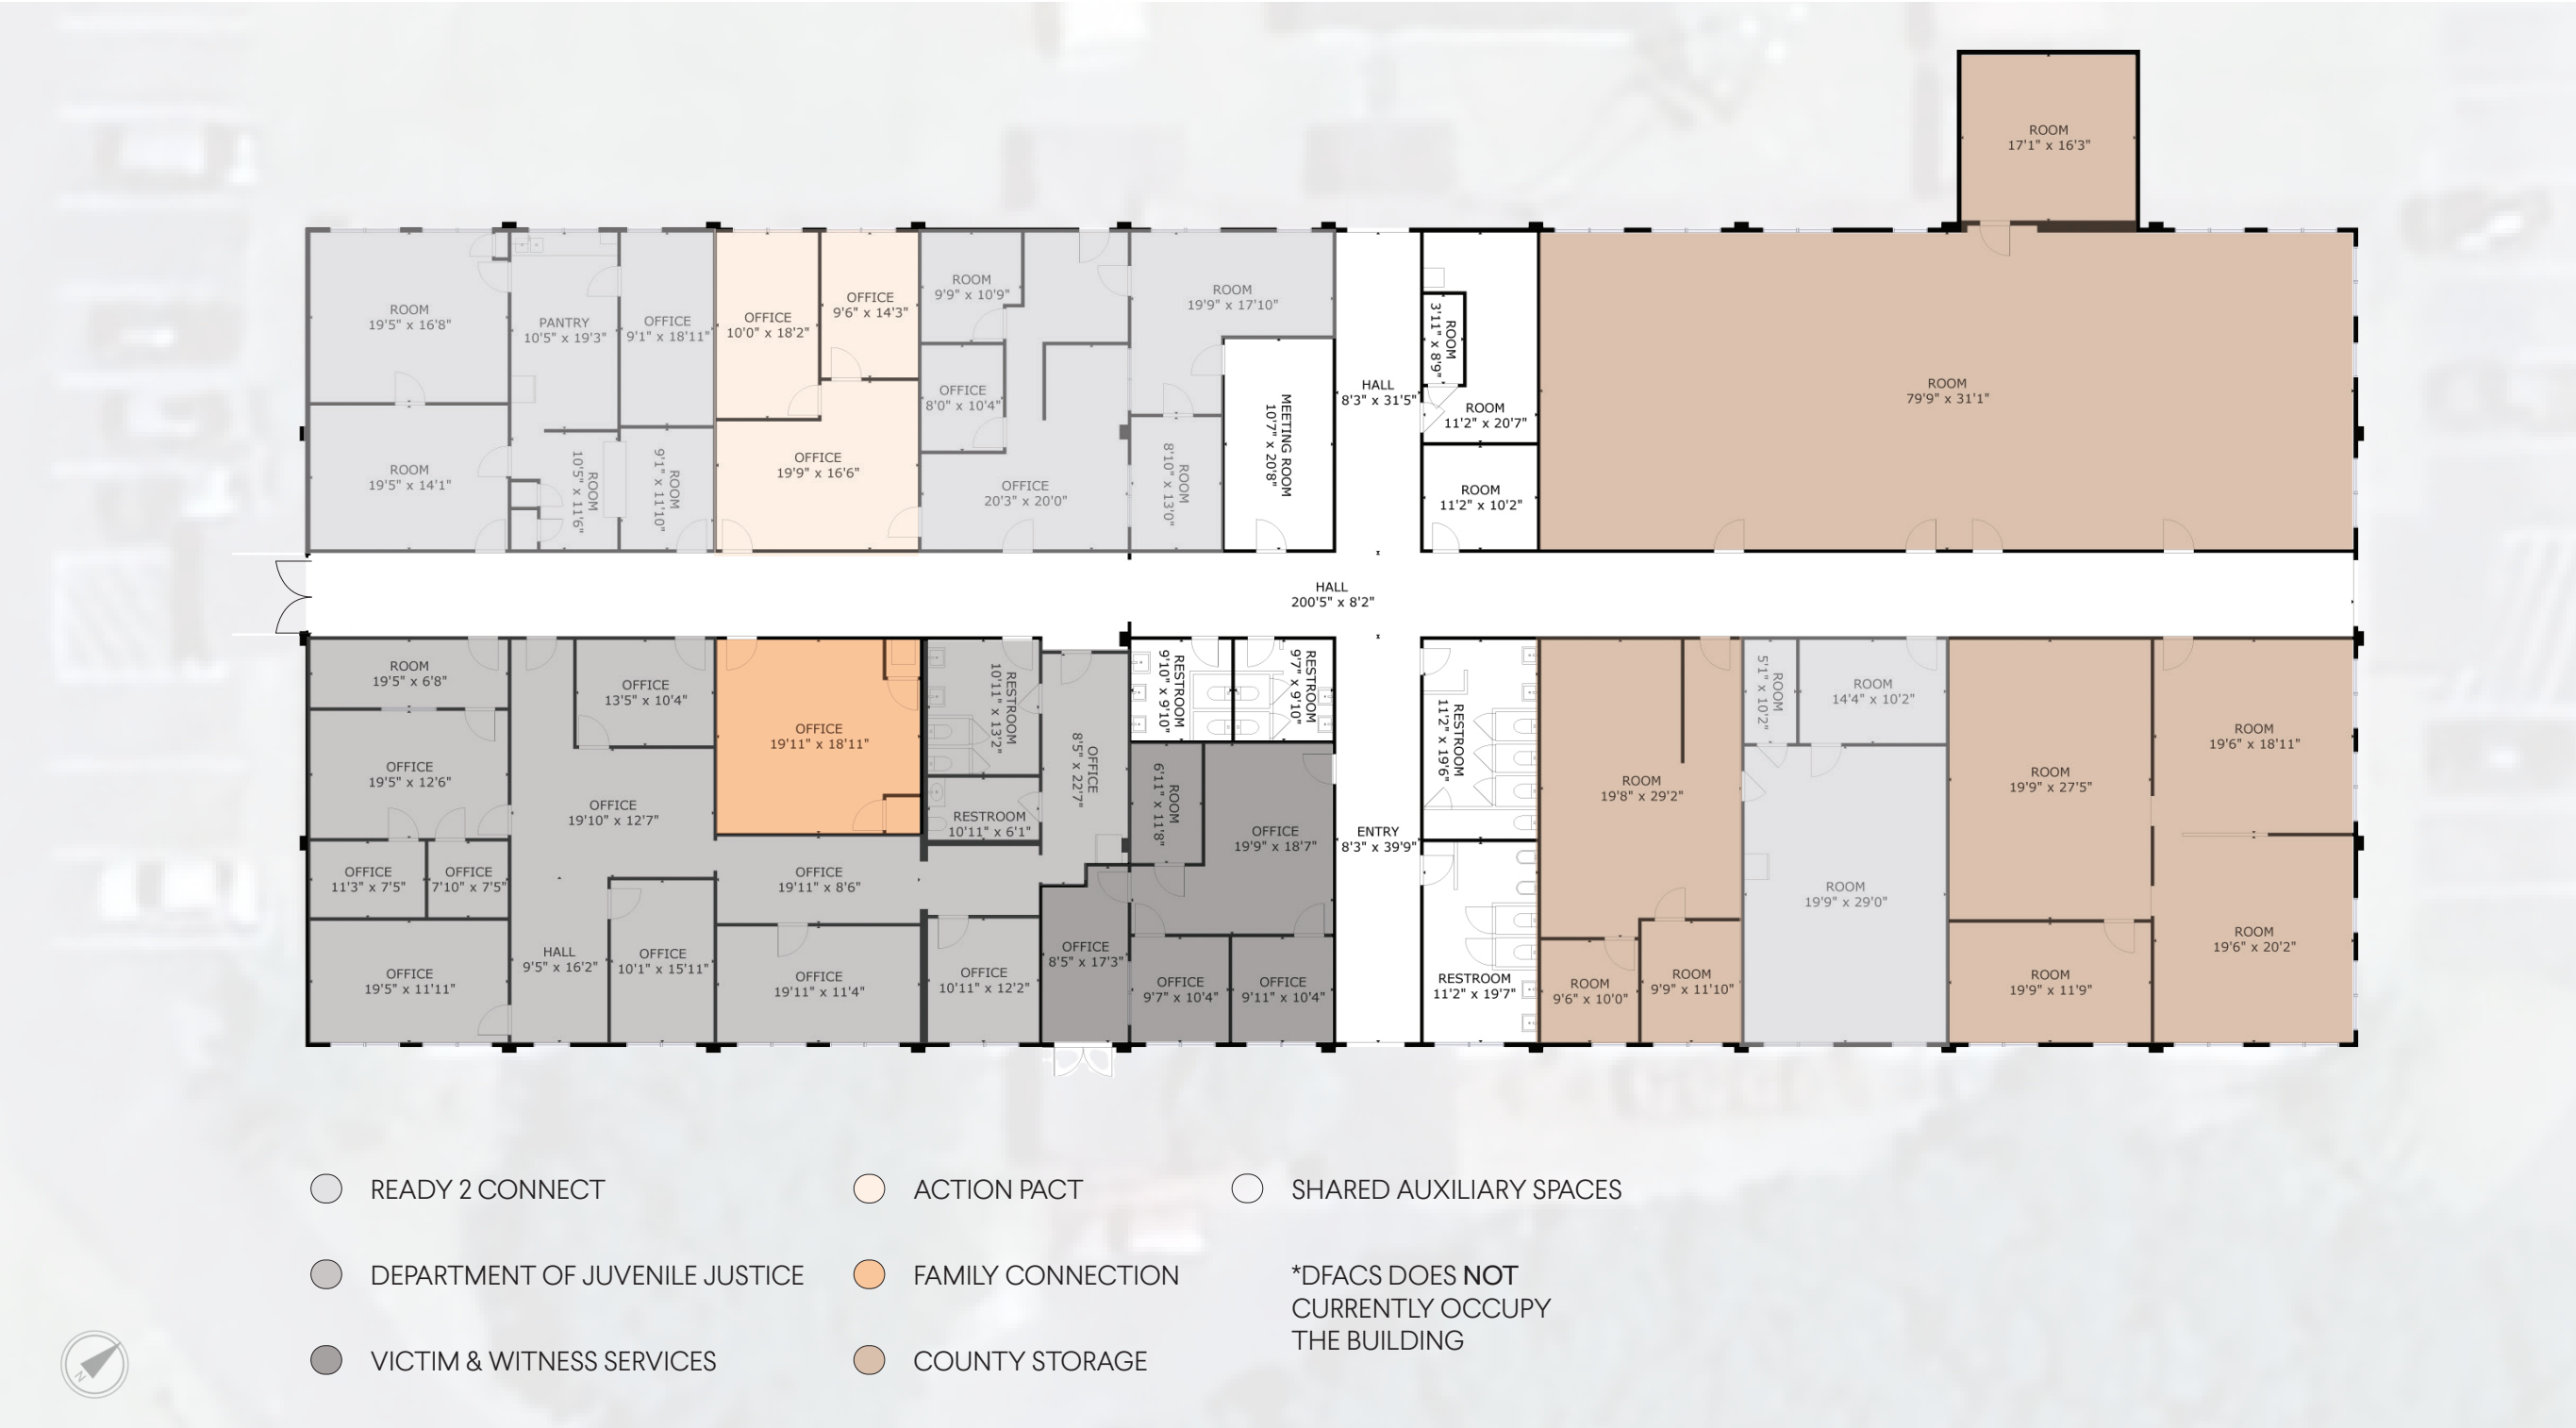 ROOM
17'1" x 16'3"
ROOM
19'5" x 16'8"
PANTRY
10'5" x 19'3"
OFFICE
9'1" x 18'11"
OFFICE
10'0" x 18'2"
OFFICE
9'6" x 14'3"
ROOM
9'9" x 10'9"
ROOM
19'9" x 17'10"
OFFICE
8'0" x 10'4"
MEETING ROOM
10'7" x 20'8"
HALL
8'3" x 31'5"
ROOM
3'11" x 8'9"
ROOM
11'2" x 20'7"
ROOM
79'9" x 31'1"
ROOM
19'5" x 14'1"
ROOM
10'5" x 11'6"
ROOM
9'1" x 11'10"
OFFICE
19'9" x 16'6"
OFFICE
20'3" x 20'0"
ROOM
8'10" x 13'0"
ROOM
11'2" x 10'2"
HALL
200'5" x 8'2"
ROOM
19'5" x 6'8"
OFFICE
13'5" x 10'4"
OFFICE
19'11" x 18'11"
RESTROOM
10'11" x 13'2"
OFFICE
8'5" x 22'7"
RESTROOM
9'10" x 9'10"
RESTROOM
9'7" x 9'10"
RESTROOM
11'2" x 19'6"
ROOM
19'8" x 29'2"
ROOM
5'1" x 10'2"
ROOM
14'4" x 10'2"
ROOM
19'9" x 27'5"
ROOM
19'6" x 18'11"
OFFICE
19'5" x 12'6"
OFFICE
19'10" x 12'7"
RESTROOM
10'11" x 6'1"
ROOM
6'11" x 11'8"
OFFICE
19'9" x 18'7"
ENTRY
8'3" x 39'9"
OFFICE
11'3" x 7'5"
OFFICE
7'10" x 7'5"
OFFICE
19'11" x 8'6"
ROOM
19'9" x 29'0"
OFFICE
19'5" x 11'11"
HALL
9'5" x 16'2"
OFFICE
10'1" x 15'11"
OFFICE
19'11" x 11'4"
OFFICE
10'11" x 12'2"
OFFICE
8'5" x 17'3"
OFFICE
9'7" x 10'4"
OFFICE
9'11" x 10'4"
RESTROOM
11'2" x 19'7"
ROOM
9'6" x 10'0"
ROOM
9'9" x 11'10"
ROOM
19'9" x 11'9"
ROOM
19'6" x 20'2"
READY 2 CONNECT
DEPARTMENT OF JUVENILE JUSTICE
VICTIM & WITNESS SERVICES
ACTION PACT
FAMILY CONNECTION
COUNTY STORAGE
SHARED AUXILIARY SPACES
*DFACS DOES NOT
CURRENTLY OCCUPY
THE BUILDING
N